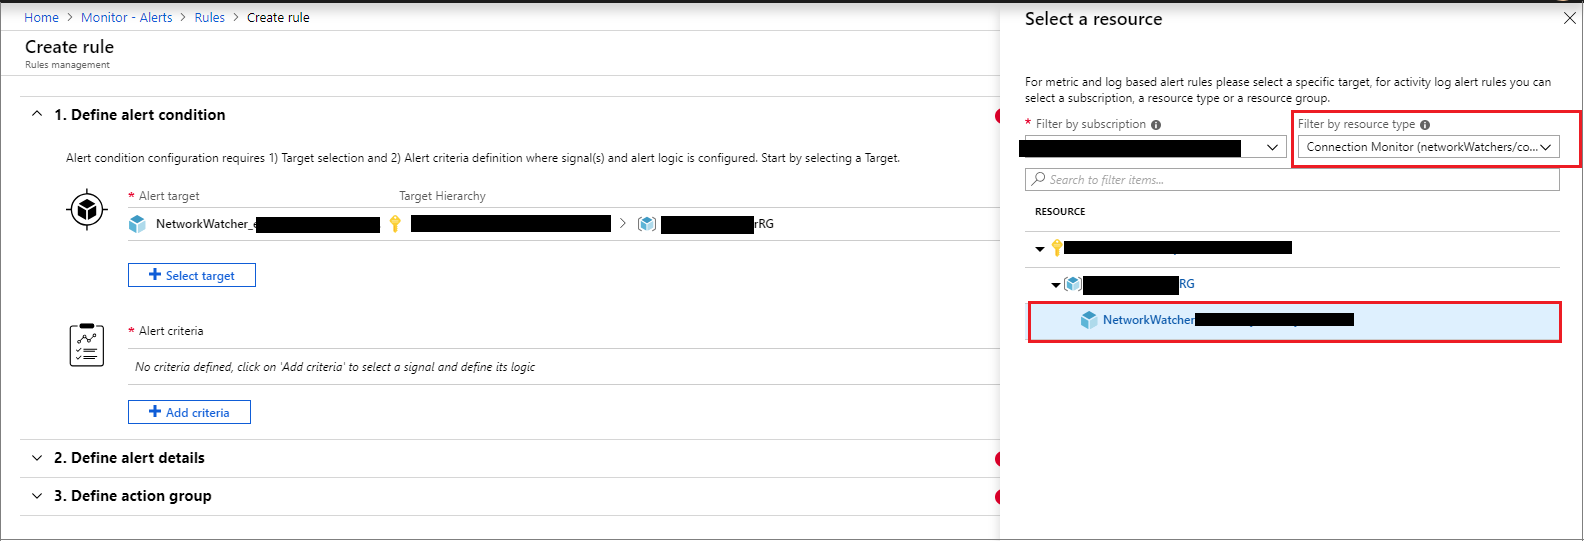 Home > Monitor - Alerts > Rules > Create rule
Create rule
Rules management
1. Define alert condition
Alert condition configuration requires 1) Target selection and 2) Alert criteria definition where signal(s) and alert logic is configured. Start by selecting a Target.
* Alert target
Target Hierarchy
NetworkWatcher_
> rRG
+ Select target
* Alert criteria
No criteria defined, click on 'Add criteria' to select a signal and define its logic
+ Add criteria
2. Define alert details
3. Define action group
Select a resource
For metric and log based alert rules please select a specific target, for activity log alert rules you can
select a subscription, a resource type or a resource group.
* Filter by subscription
Filter by resource type
Connection Monitor (networkWatchers/co...
Search to filter items...
RESOURCE
RG
NetworkWatcher